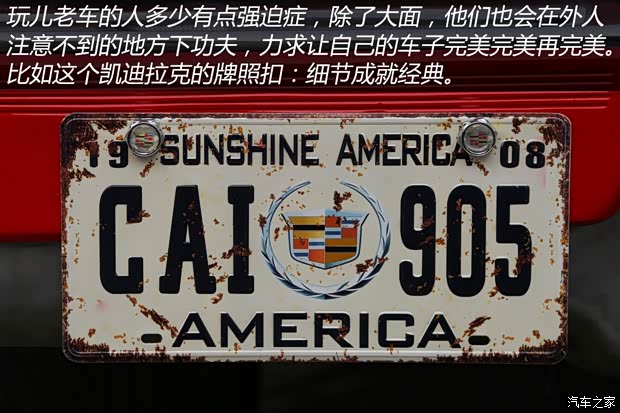 玩儿老车的人多少有点强迫症，除了大面，他们也会在外人
注意不到的地方下功夫，力求让自己的车子完美完美再完美。
比如这个凯迪拉克的牌照扣：细节成就经典。
19 SUNSHINE AMERICA 08
CAI 905
-AMERICA-
汽车之家